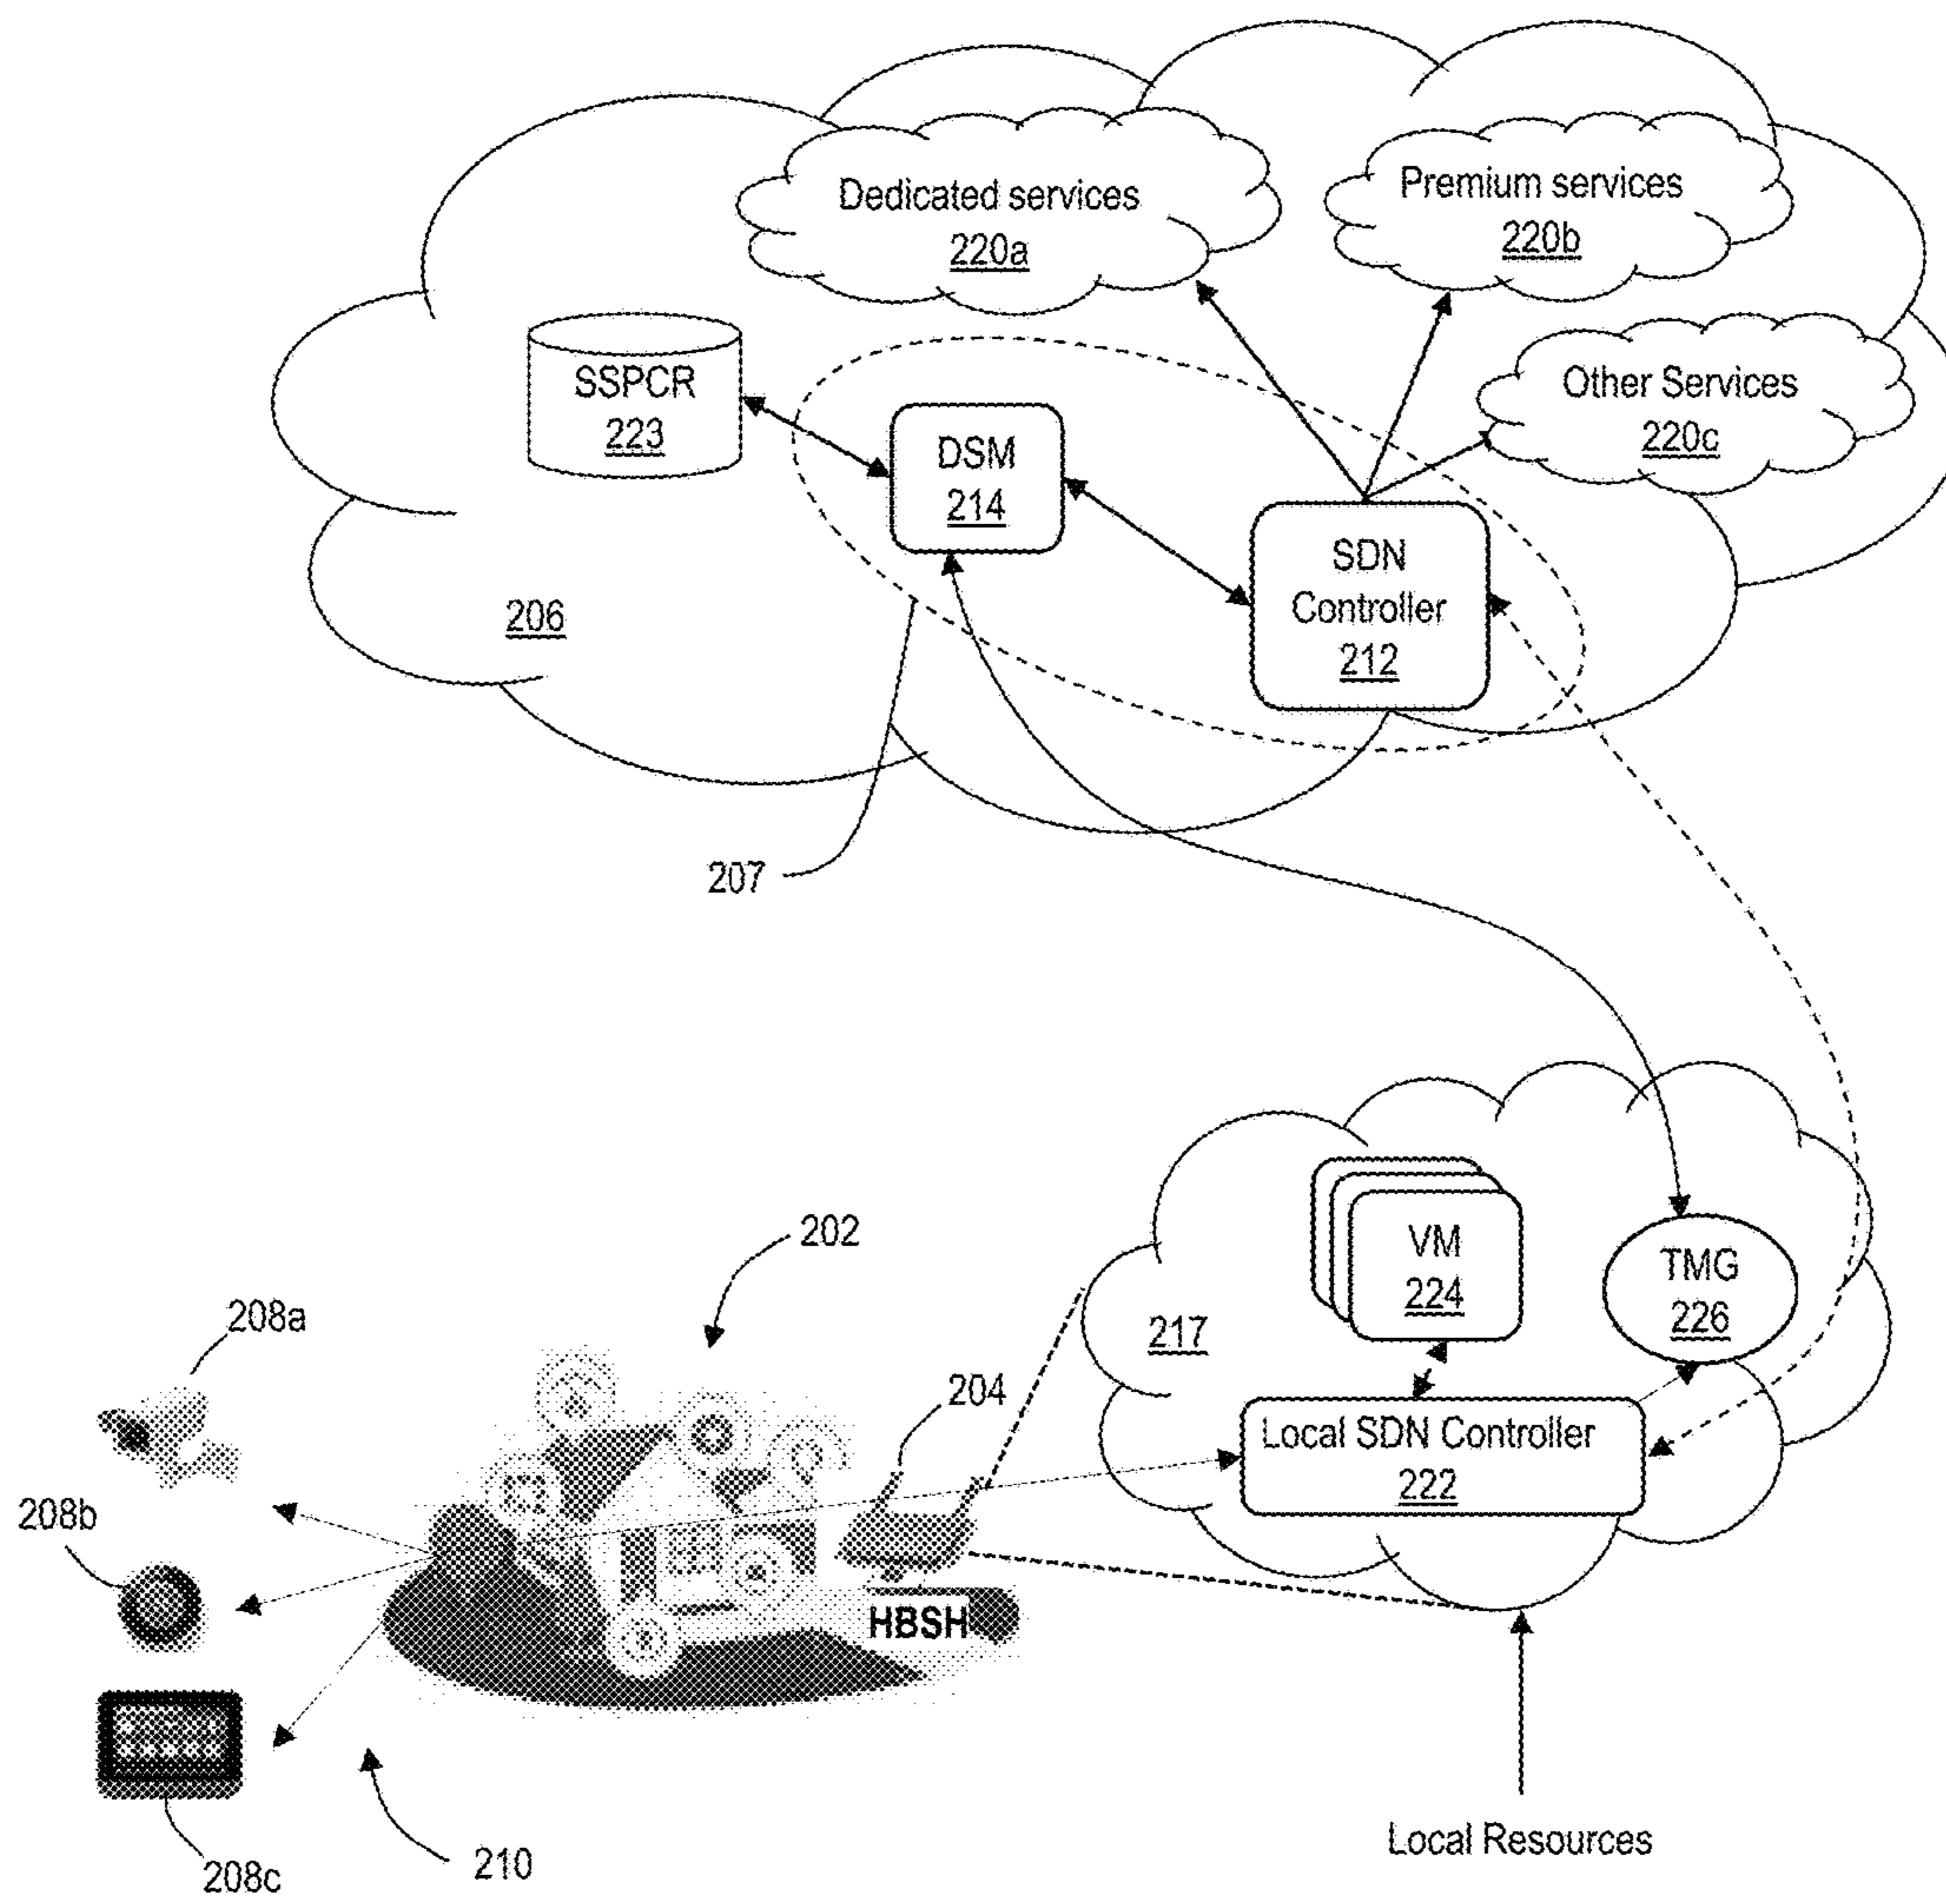 Dedicated services
220a
Premium services
220b
SSPCR
223
Other Services
220c
DSM
214
SDN
Controller
212
206
207
202
VM
224
TMG
226
208a
217
204
Local SDN Controller
222
208b
HBSH
208c
210
Local Resources